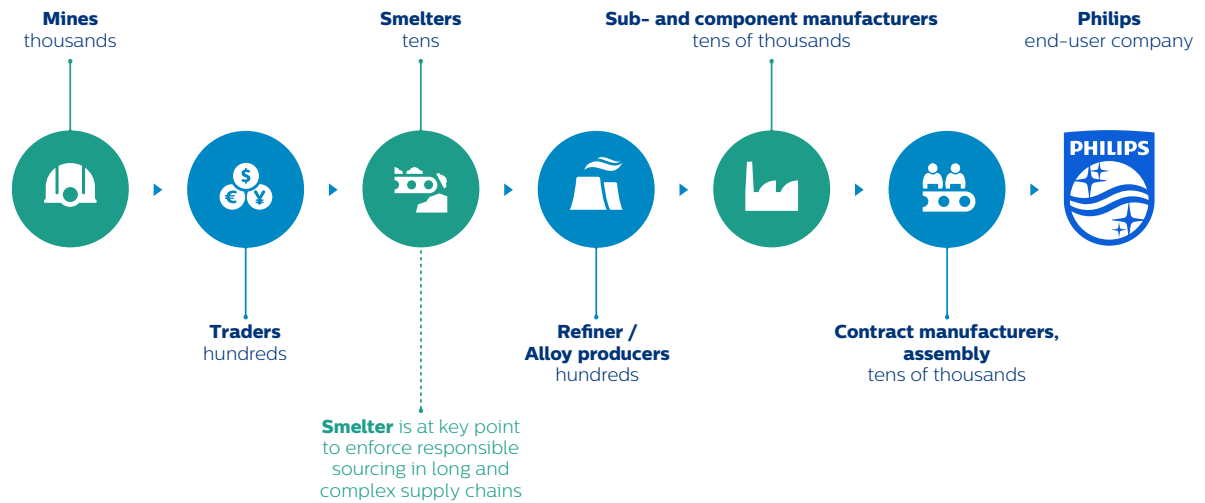 Mines
thousands
Smelters
tens
Sub- and component manufacturers
tens of thousands
Philips
end-user company
$
€ ¥
PHILIPS
Traders
hundreds
Refiner /
Alloy producers
hundreds
Contract manufacturers,
assembly
tens of thousands
Smelter is at key point
to enforce responsible
sourcing in long and
complex supply chains